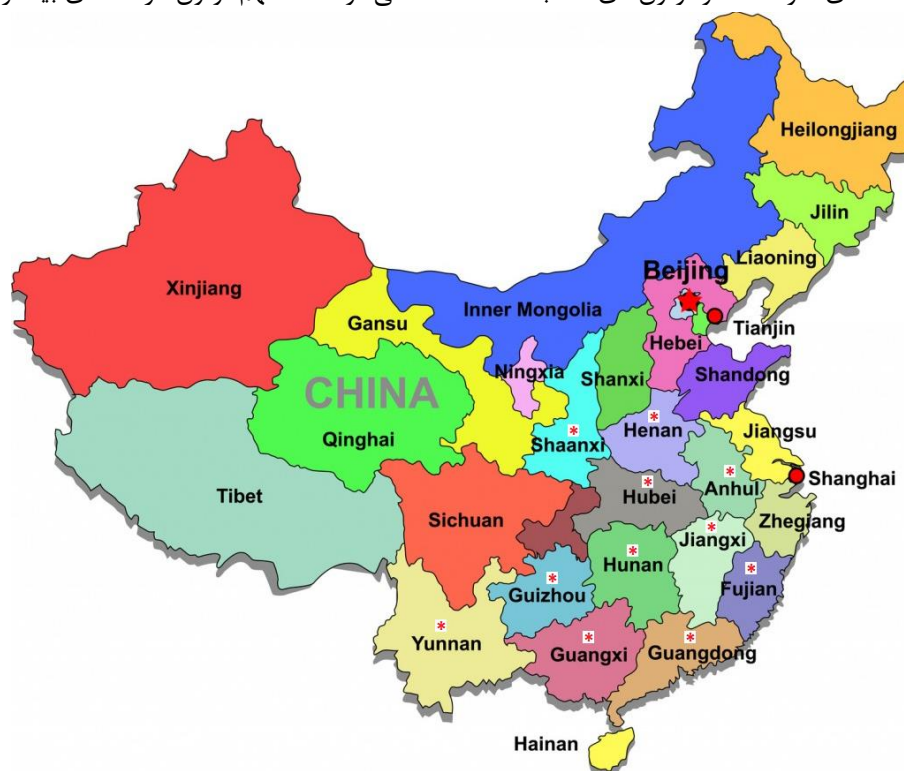 Heilongjiang
Jilin
Liaoning
Beijing
Xinjiang
Inner Mongolia
Gansu
Tianjin
Hebei
Ningxia
Shanxi
Shandong
CHINA
Qinghai
* Shaanxi
* Henan
Jiangsu
Tibet
Sichuan
* Hubei
* Anhul
Shanghai
Zhegiang
* Jiangxi
* Hunan
* Guizhou
* Fujian
* Yunnan
* Guangxi
* Guangdong
Hainan